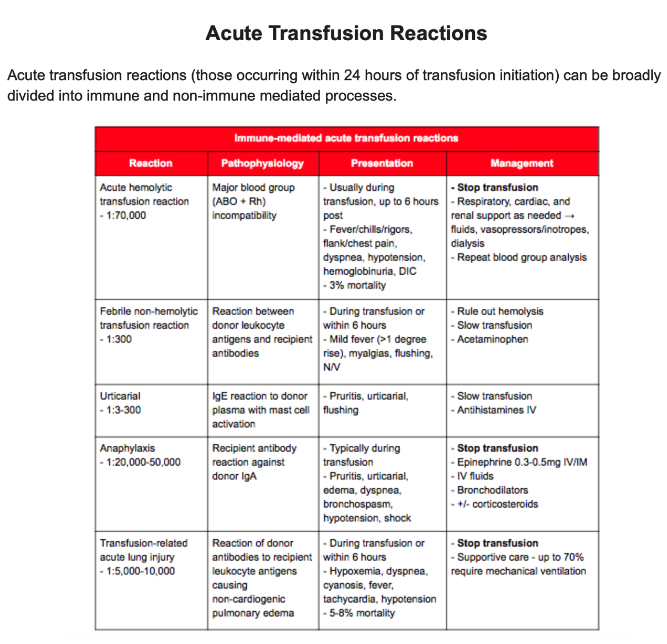 Acute Transfusion Reactions
Acute transfusion reactions (those occurring within 24 hours of transfusion initiation) can be broadly
divided into immune and non-immune mediated processes.
Immune-mediated acute transfusion reactions
Reaction
Pathophysiology
Presentation
Management
Acute hemolytic
transfusion reaction
- 1:70,000
Major blood group
(ABO + Rh)
incompatibility
- Usually during
transfusion, up to 6 hours
post
- Fever/chills/rigors,
flank/chest pain,
dyspnea, hypotension,
hemoglobinuria, DIC
- 3% mortality
- Stop transfusion
- Respiratory, cardiac, and
renal support as needed →
fluids, vasopressors/inotropes,
dialysis
- Repeat blood group analysis
Febrile non-hemolytic
transfusion reaction
- 1:300
Reaction between
donor leukocyte
antigens and recipient
antibodies
- During transfusion or
within 6 hours
- Mild fever (>1 degree
rise), myalgias, flushing,
N/V
- Rule out hemolysis
- Slow transfusion
- Acetaminophen
Urticarial
- 1:3-300
IgE reaction to donor
plasma with mast cell
activation
- Pruritis, urticarial,
flushing
- Slow transfusion
- Antihistamines IV
Anaphylaxis
- 1:20,000-50,000
Recipient antibody
reaction against
donor IgA
- Typically during
transfusion
- Pruritis, urticarial,
edema, dyspnea,
bronchospasm,
hypotension, shock
- Stop transfusion
- Epinephrine 0.3-0.5mg IV/IM
- IV fluids
- Bronchodilators
- +/- corticosteroids
Transfusion-related
acute lung injury
- 1:5,000-10,000
Reaction of donor
antibodies to recipient
leukocyte antigens
causing
non-cardiogenic
pulmonary edema
- During transfusion or
within 6 hours
- Hypoxemia, dyspnea,
cyanosis, fever,
tachycardia, hypotension
- 5-8% mortality
- Stop transfusion
- Supportive care - up to 70%
require mechanical ventilation